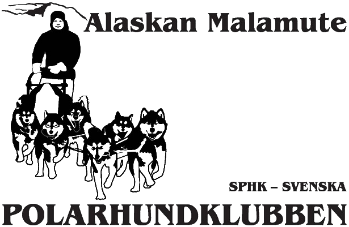 Alaskan Malamute
SPHK – SVENSKA
POLARHUNDKLUBBEN